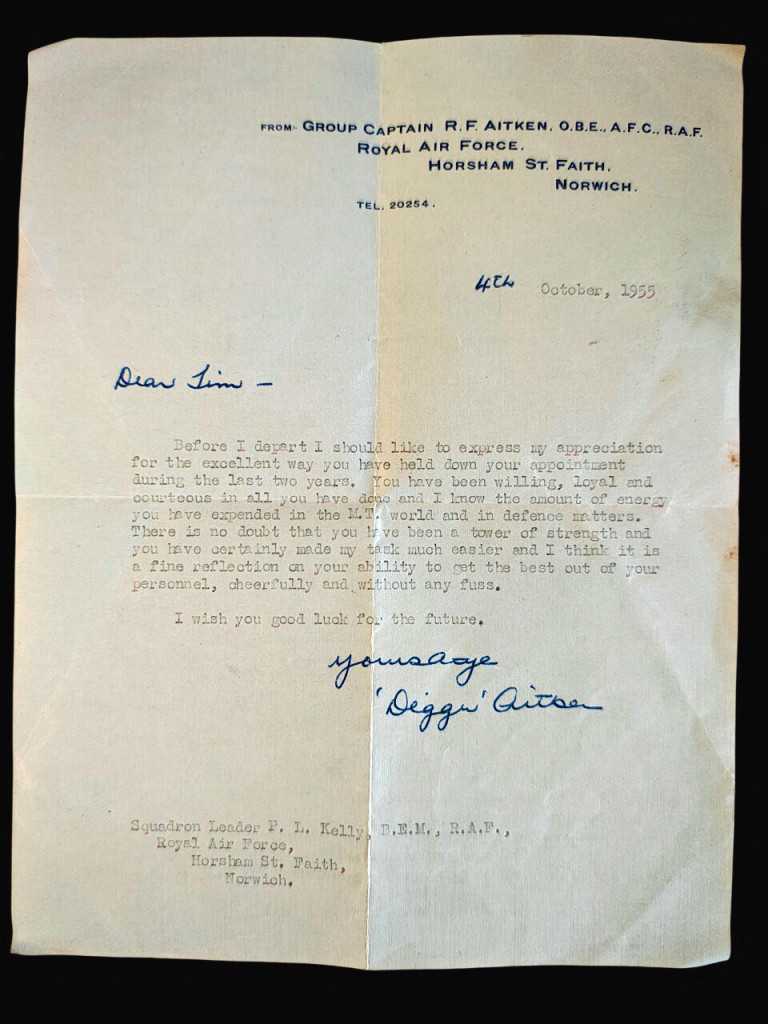 FROM- GROUP CAPTAIN R.F. AITKEN, O.B.E., A.F.C., R.A.F.
ROYAL AIR FORCE,
HORSHAM ST. FAITH,
NORWICH.
TEL. 20254.
4th October, 1955
Dear Jim –
Before I depart I should like to express my appreciation
for the excellent way you have held down your appointment
during the last two years. You have been willing, loyal and
courteous in all you have done and I know the amount of energy
you have expended in the M.T. world and in defence matters.
There is no doubt that you have been a tower of strength and
you have certainly made my task much easier and I think it is
a fine reflection on your ability to get the best out of your
personnel, cheerfully and without any fuss.
I wish you good luck for the future.
Yours aye
'Digger' Aitken
Squadron Leader P. L. Kelly, B.E.M., R.A.F.,
Royal Air Force,
Horsham St. Faith,
Norwich.